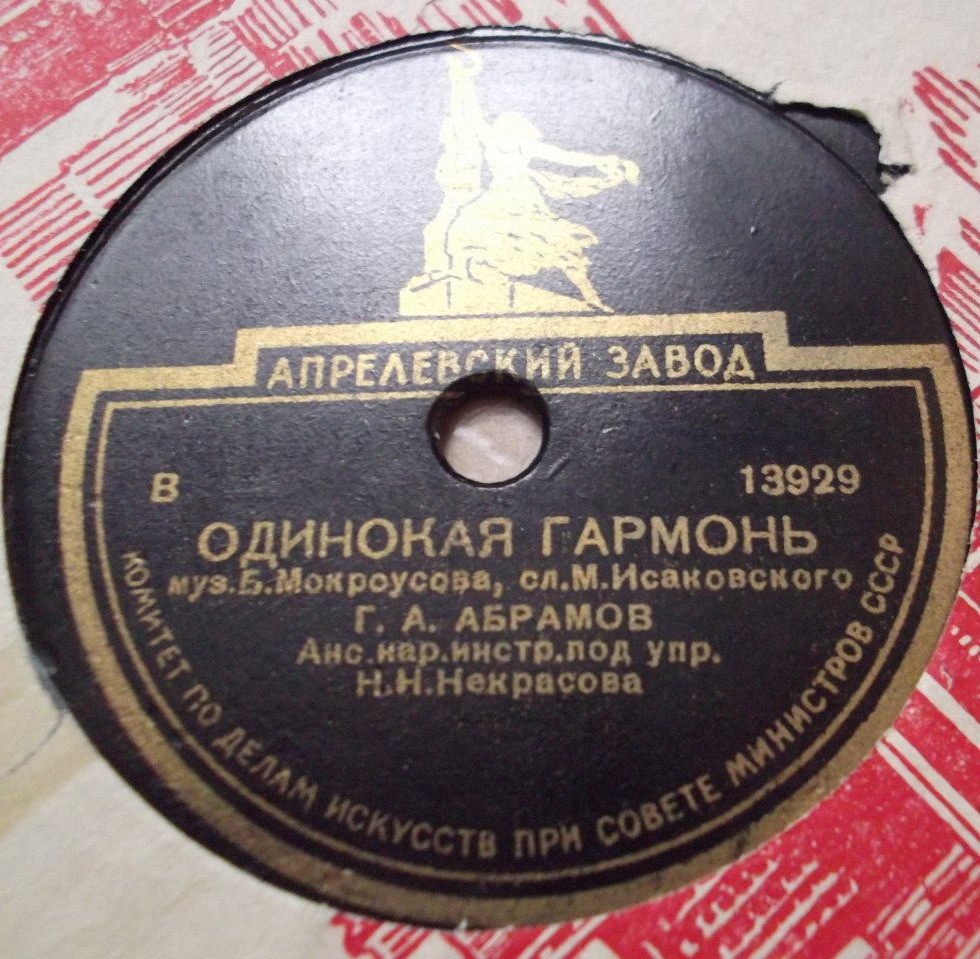 АПРЕЛЕВСКИЙ ЗАВОД
В 13929
ОДИНОКАЯ ГАРМОНЬ
муз.Б.Мокроусова, сл.М.Исаковского
Г. А. АБРАМОВ
Анс.нар.инстр.под упр.
Н.Н.Некрасова
КОМИТЕТ ПО ДЕЛАМ ИСКУССТВ ПРИ СОВЕТЕ МИНИСТРОВ СССР